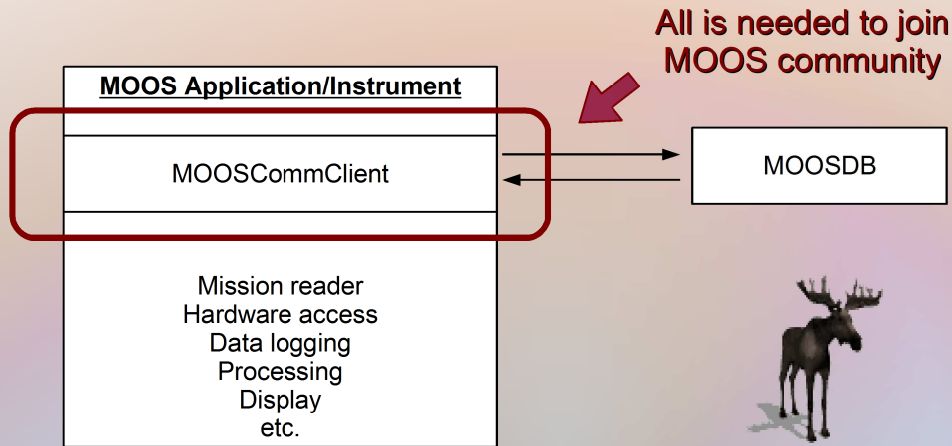 All is needed to join
MOOS community
MOOS Application/Instrument
MOOSCommClient
MOOSDB
Mission reader
Hardware access
Data logging
Processing
Display
etc.